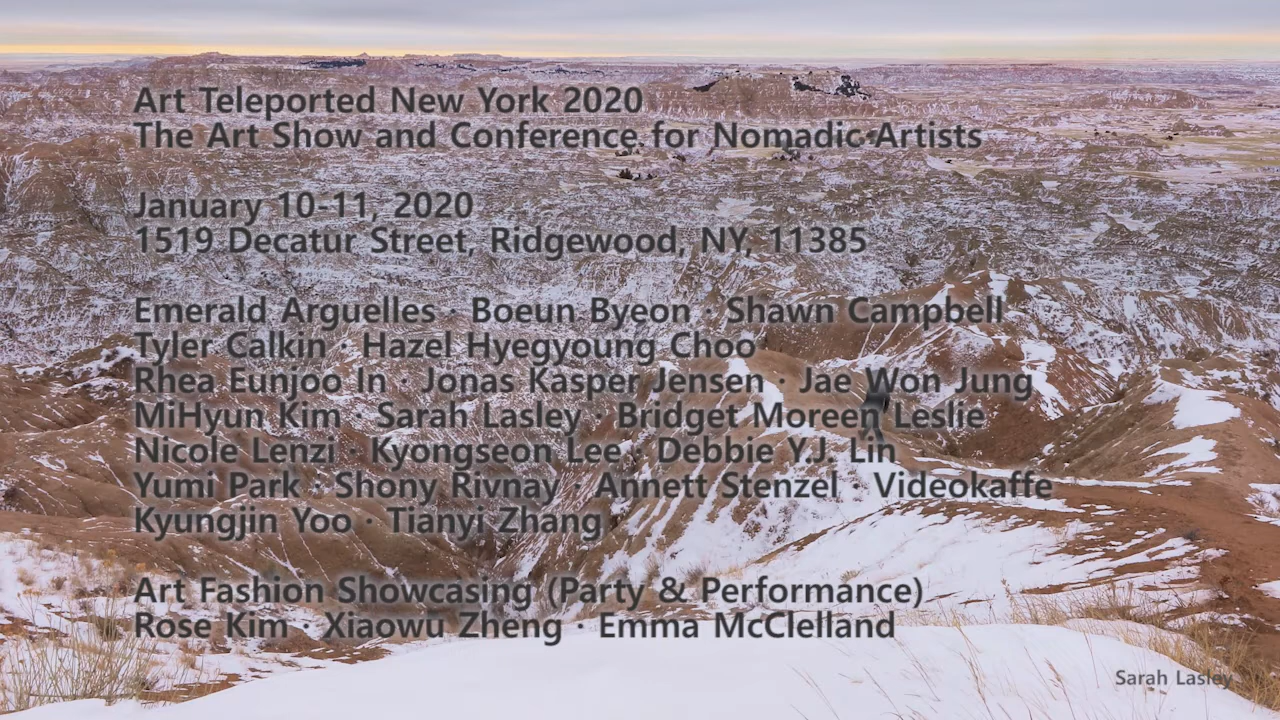 Art Teleported New York 2020
The Art Show and Conference for Nomadic Artists
January 10-11, 2020
1519 Decatur Street, Ridgewood, NY, 11385
Emerald Arguelles · Boeun Byeon · Shawn Campbell
Tyler Calkin · Hazel Hyegyoung Choo
Rhea Eunjoo In · Jonas Kasper Jensen · Jae Won Jung
MiHyun Kim · Sarah Lasley · Bridget Moreen Leslie
Nicole Lenzi · Kyongseon Lee · Debbie Y.J. Lin
Yumi Park · Shony Rivnay · Annett Stenzel · Videokaffe
Kyungjin Yoo · Tianyi Zhang
Art Fashion Showcasing (Party & Performance)
Rose Kim · Xiaowu Zheng · Emma McClelland
Sarah Lasley